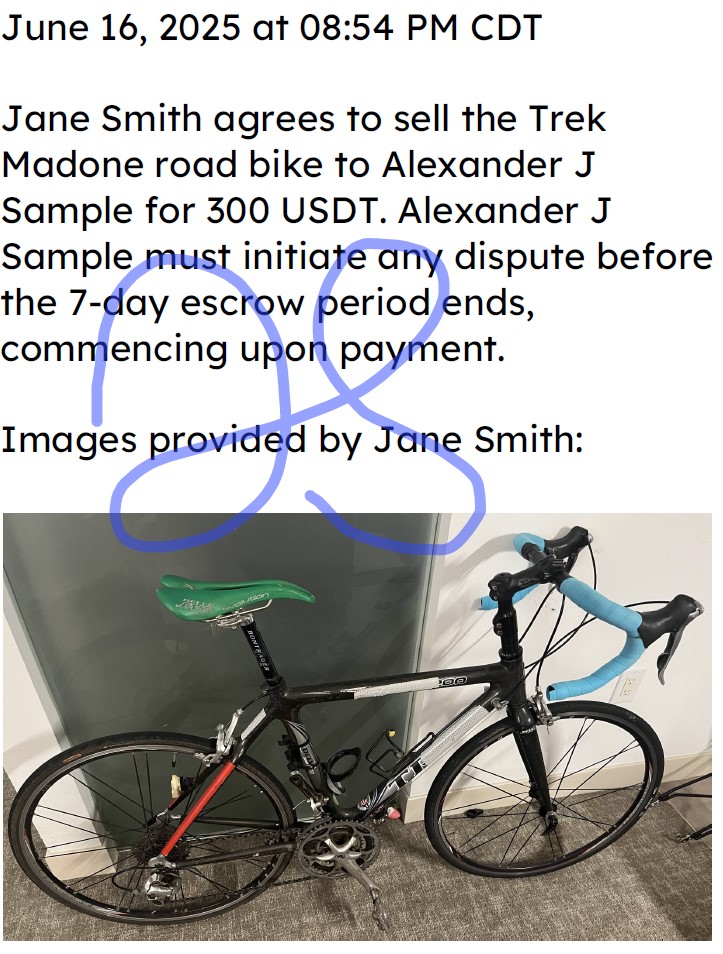 June 16, 2025 at 08:54 PM CDT
Jane Smith agrees to sell the Trek
Madone road bike to Alexander J
Sample for 300 USDT. Alexander J
Sample must initiate any dispute before
the 7-day escrow period ends,
commencing upon payment.
Images provided by Jane Smith:
BONTRAGER